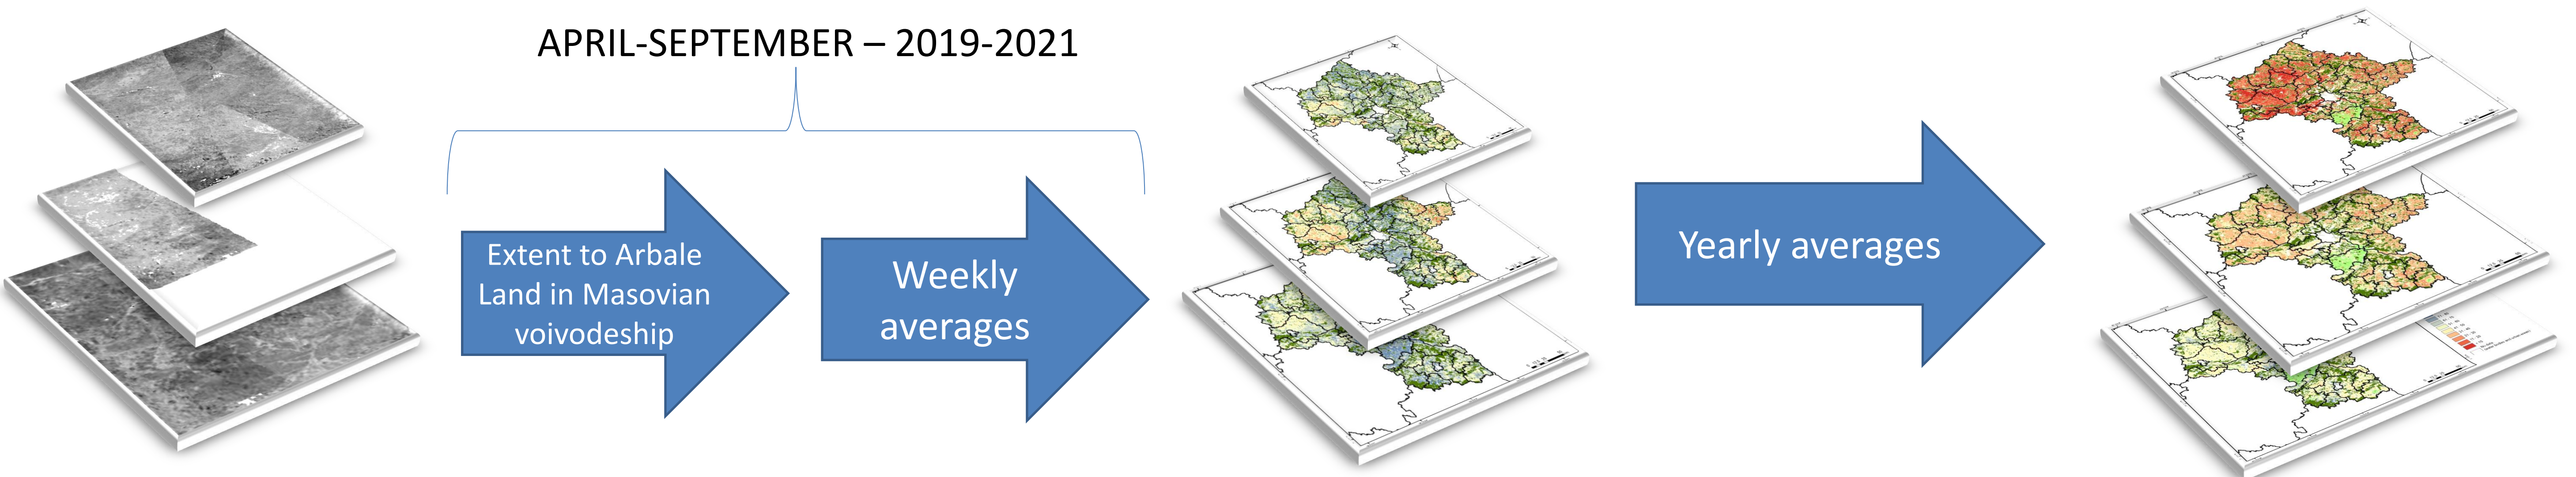 APRIL-SEPTEMBER – 2019-2021
Extent to Arbale
Land in Masovian
voivodeship
Weekly
averages
Yearly averages